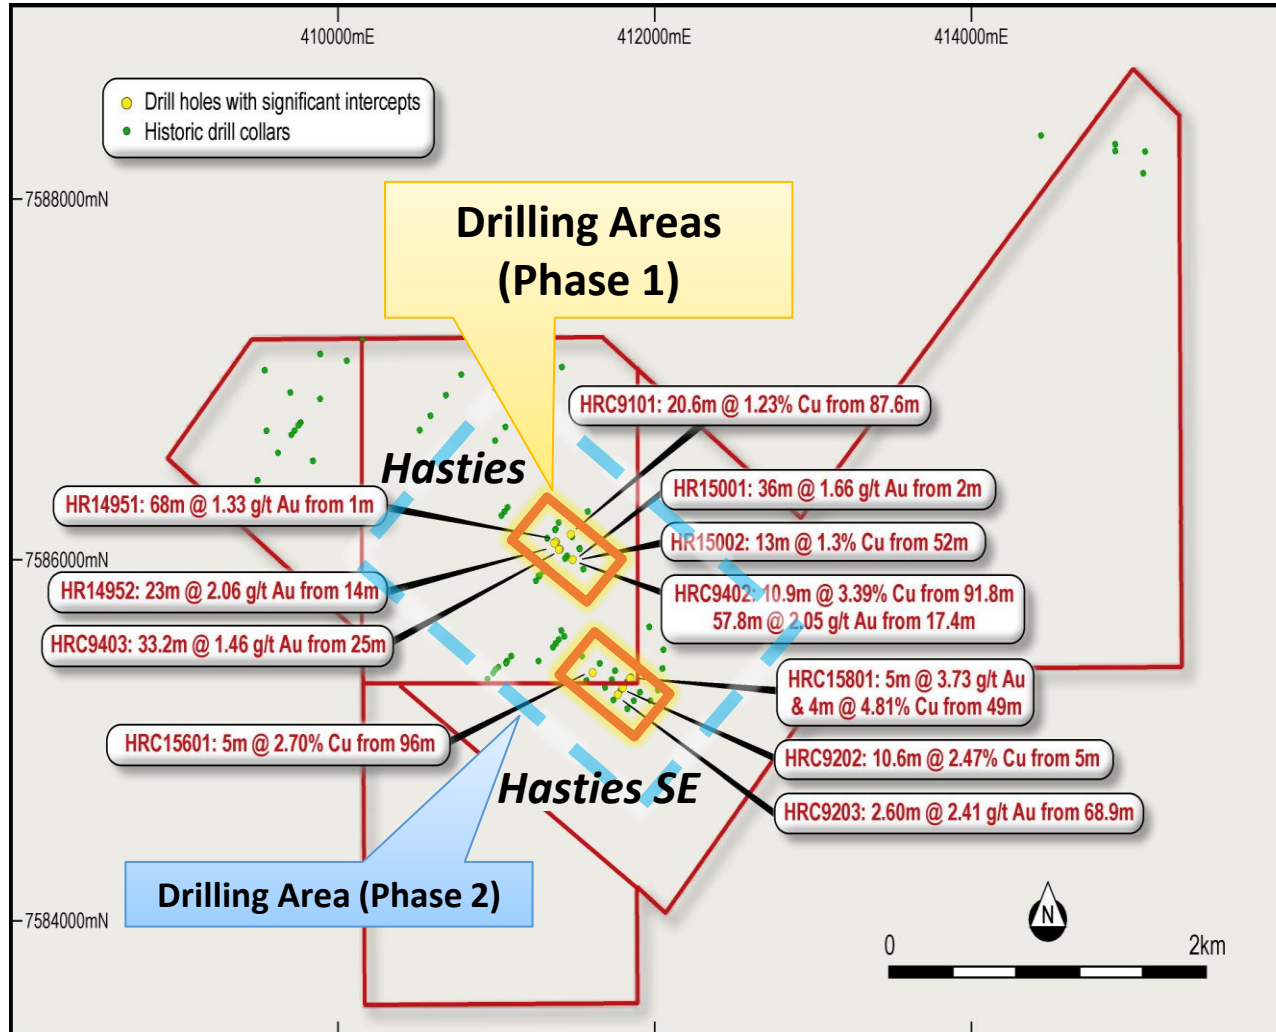 410000mE
412000mE
414000mE
Drill holes with significant intercepts
Historic drill collars
7588000mN
Drilling Areas
(Phase 1)
HRC9101: 20.6m @ 1.23% Cu from 87.6m
Hasties
HR14951: 68m @ 1.33 g/t Au from 1m
HR15001: 36m @ 1.66 g/t Au from 2m
HR15002: 13m @ 1.3% Cu from 52m
7586000mN
HR14952: 23m @ 2.06 g/t Au from 14m
HRC9402: 10.9m @ 3.39% Cu from 91.8m
57.8m @ 2.05 g/t Au from 17.4m
HRC9403: 33.2m @ 1.46 g/t Au from 25m
HRC15801: 5m @ 3.73 g/t Au
& 4m @ 4.81% Cu from 49m
HRC15601: 5m @ 2.70% Cu from 96m
HRC9202: 10.6m @ 2.47% Cu from 5m
Hasties SE
HRC9203: 2.60m @ 2.41 g/t Au from 68.9m
Drilling Area (Phase 2)
7584000mN
N
0
2km